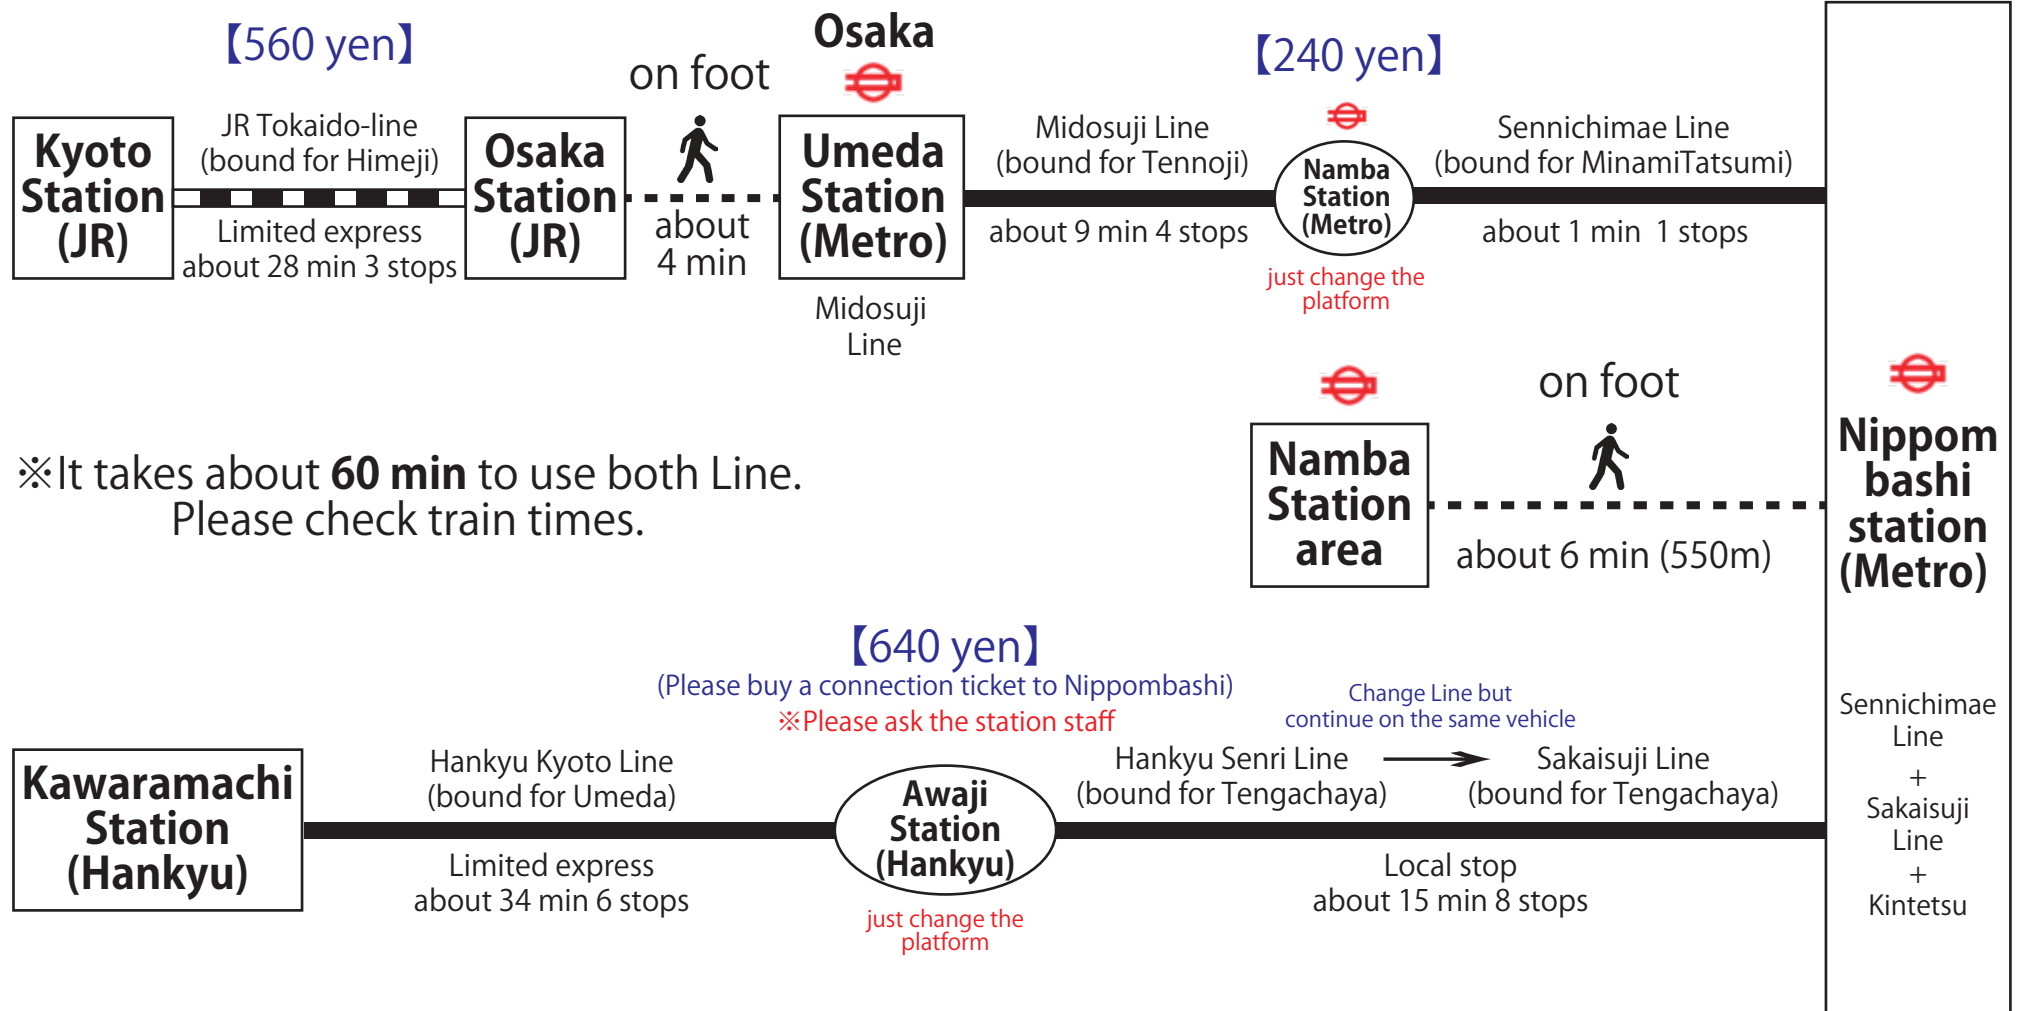 【560 yen】
JR Tokaido-line
(bound for Himeji)
Kyoto
Station
(JR)
Limited express
about 28 min 3 stops
Osaka
Station
(JR)
on foot
about
4 min
Osaka
Umeda
Station
(Metro)
Midosuji
Line
【240 yen】
Midosuji Line
(bound for Tennoji)
about 9 min 4 stops
Namba
Station
(Metro)
just change the
platform
Sennichimae Line
(bound for MinamiTatsumi)
about 1 min 1 stops
※It takes about 60 min to use both Line.
Please check train times.
Namba
Station
area
on foot
about 6 min (550m)
Nippom
bashi
station
(Metro)
Sennichimae
Line
+
Sakaisuji
Line
+
Kintetsu
【640 yen】
(Please buy a connection ticket to Nippombashi)
※Please ask the station staff
Kawaramachi
Station
(Hankyu)
Hankyu Kyoto Line
(bound for Umeda)
Limited express
about 34 min 6 stops
Awaji
Station
(Hankyu)
just change the
platform
Change Line but
continue on the same vehicle
Hankyu Senri Line
(bound for Tengachaya)
Sakaisuji Line
(bound for Tengachaya)
Local stop
about 15 min 8 stops